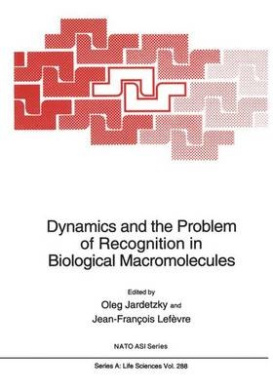 Dynamics and the Problem
of Recognition in
Biological Macromolecules
Edited by
Oleg Jardetzky and
Jean-François Lefèvre
NATO ASI Series
Series A: Life Sciences Vol. 288